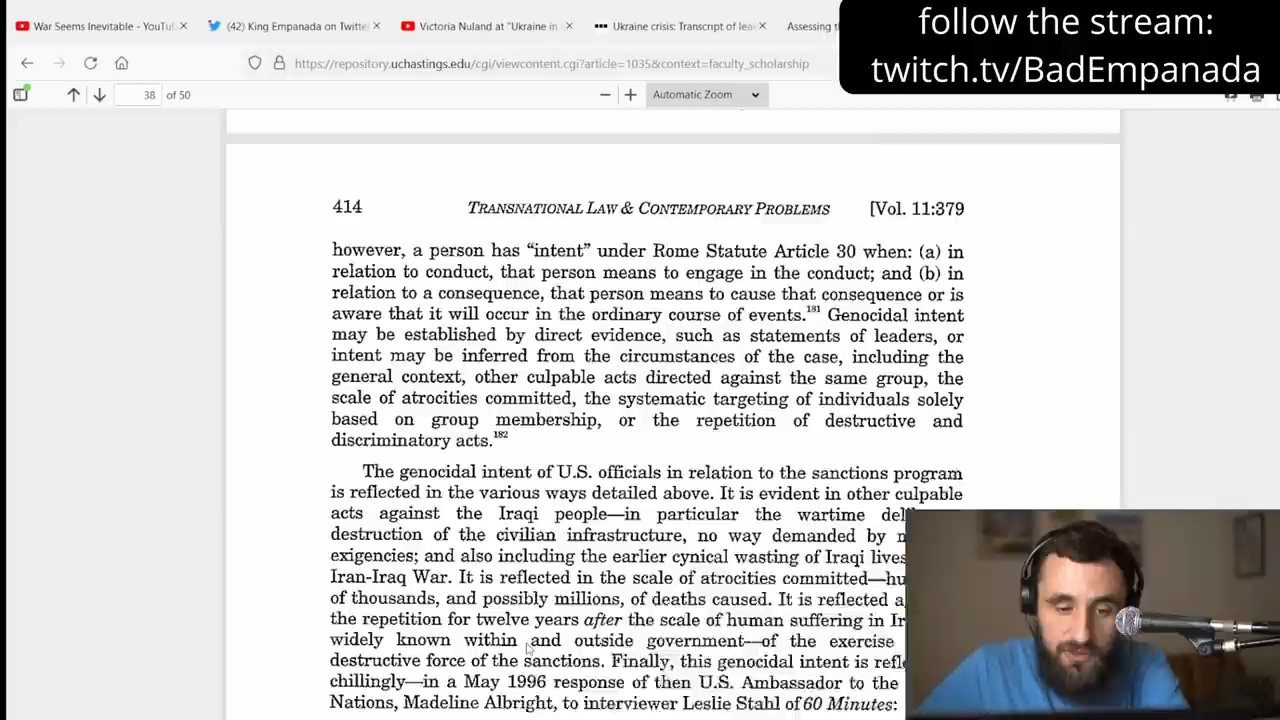 War Seems Inevitable - YouTu
(42) King Empanada on Twitte
Victoria Nuland at "Ukraine in
Ukraine crisis: Transcript of lea
Assessing
follow the stream:
twitch.tv/BadEmpanada
https://repository.uchastings.edu/cgi/viewcontent.cgi?article=1035&context=faculty_scholarship
38 of 50
Automatic Zoom
414 TRANSNATIONAL LAW & CONTEMPORARY PROBLEMS [Vol. 11:379
however, a person has "intent" under Rome Statute Article 30 when: (a) in
relation to conduct, that person means to engage in the conduct; and (b) in
relation to a consequence, that person means to cause that consequence or is
aware that it will occur in the ordinary course of events.181 Genocidal intent
may be established by direct evidence, such as statements of leaders, or
intent may be inferred from the circumstances of the case, including the
general context, other culpable acts directed against the same group, the
scale of atrocities committed, the systematic targeting of individuals solely
based on group membership, or the repetition of destructive and
discriminatory acts.182
The genocidal intent of U.S. officials in relation to the sanctions program
is reflected in the various ways detailed above. It is evident in other culpable
acts against the Iraqi people—in particular the wartime
destruction of the civilian infrastructure, no way demanded by
exigencies; and also including the earlier cynical wasting of Iraqi lives
Iran-Iraq War. It is reflected in the scale of atrocities committed—
of thousands, and possibly millions, of deaths caused. It is reflected
the repetition for twelve years after the scale of human suffering in
widely known within and outside government—of the exercise
destructive force of the sanctions. Finally, this genocidal intent is
chillingly—in a May 1996 response of then U.S. Ambassador to the
Nations, Madeline Albright, to interviewer Leslie Stahl of 60 Minutes: